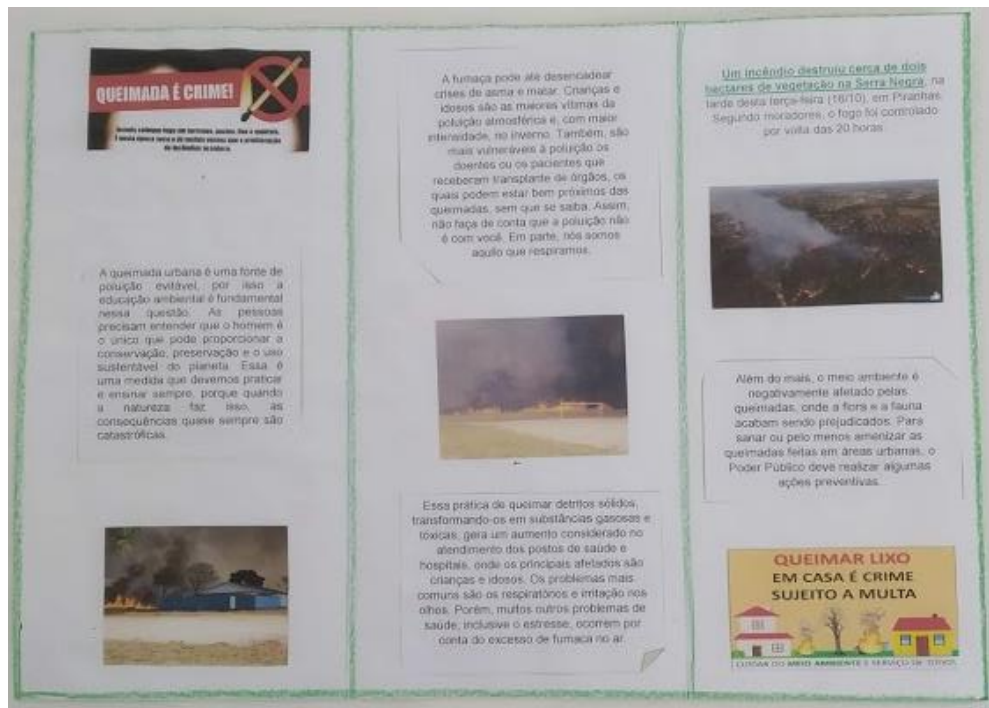 QUEIMADA É CRIME!
A queimada urbana é uma fonte de
poluição evitável, por isso a
educação ambiental é fundamental
nessa questão. As pessoas
precisam entender que o homem é
o único que pode proporcionar a
conservação, preservação e o uso
sustentável do planeta. Essa é
uma medida que devemos praticar
e ensinar sempre, porque quando
a natureza faz isso, as
consequências quase sempre são
catastróficas.
A fumaça pode até desencadear
crises de asma e matar. Crianças e
idosos são as maiores vítimas da
poluição atmosférica e, com maior
intensidade, no inverno. Também, são
mais vulneráveis à poluição os
doentes ou os pacientes que
receberam transplante de órgãos, os
quais podem estar bem próximos das
queimadas, sem que se saiba. Assim,
não faça de conta que a poluição não
é com você. Em parte, nós somos
aquilo que respiramos.
Essa prática de queimar detritos sólidos,
transformando-os em substâncias gasosas e
tóxicas, gera um aumento considerado no
atendimento dos postos de saúde e
hospitais, onde os principais afetados são
crianças e idosos. Os problemas mais
comuns são os respiratórios e irritação nos
olhos. Porém, muitos outros problemas de
saúde, inclusive o estresse, ocorrem por
conta do excesso de fumaça no ar.
Um incêndio destruiu cerca de dois
hectares de vegetação na Serra Negra, na
tarde desta terça-feira (16/10), em Piranhas.
Segundo moradores, o fogo foi controlado
por volta das 20 horas
Além do mais, o meio ambiente é
negativamente afetado pelas
queimadas, onde a flora e a fauna
acabam sendo prejudicados. Para
sanar ou pelo menos amenizar as
queimadas feitas em áreas urbanas, o
Poder Público deve realizar algumas
ações preventivas.
QUEIMAR LIXO
EM CASA É CRIME
SUJEITO A MULTA
CUIDAR DO MEIO AMBIENTE É SERVIÇO DE TODOS